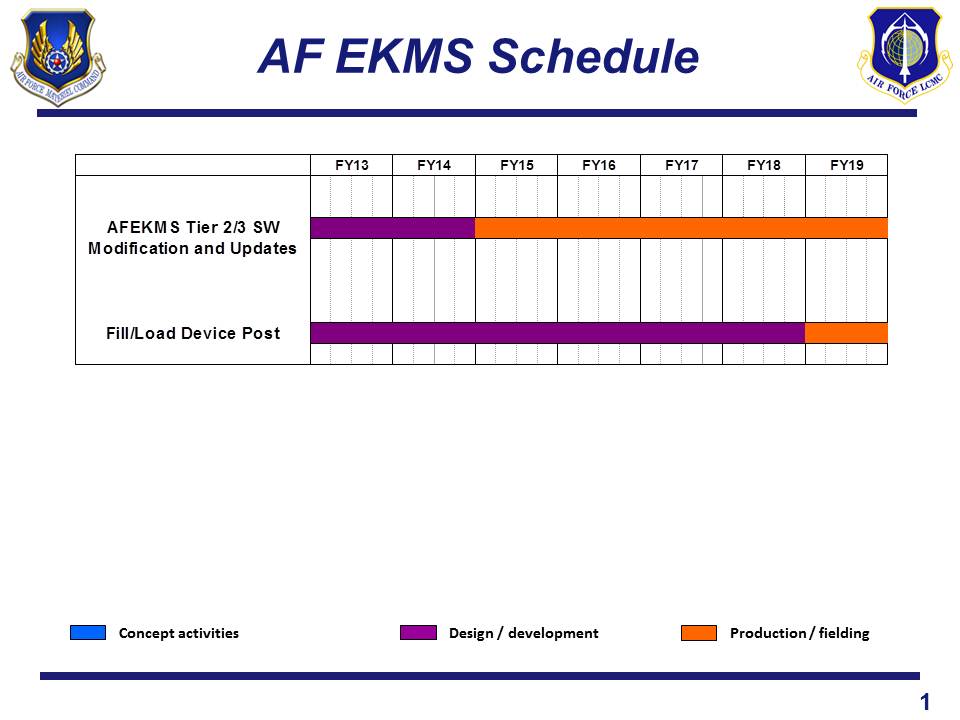 AF EKMS Schedule
AIR FORCE MATERIEL COMMAND
AIR FORCE LCMC
FY13 FY14 FY15 FY16 FY17 FY18 FY19
AFEKMS Tier 2/3 SW
Modification and Updates
Fill/Load Device Post
Concept activities Design / development Production / fielding
1